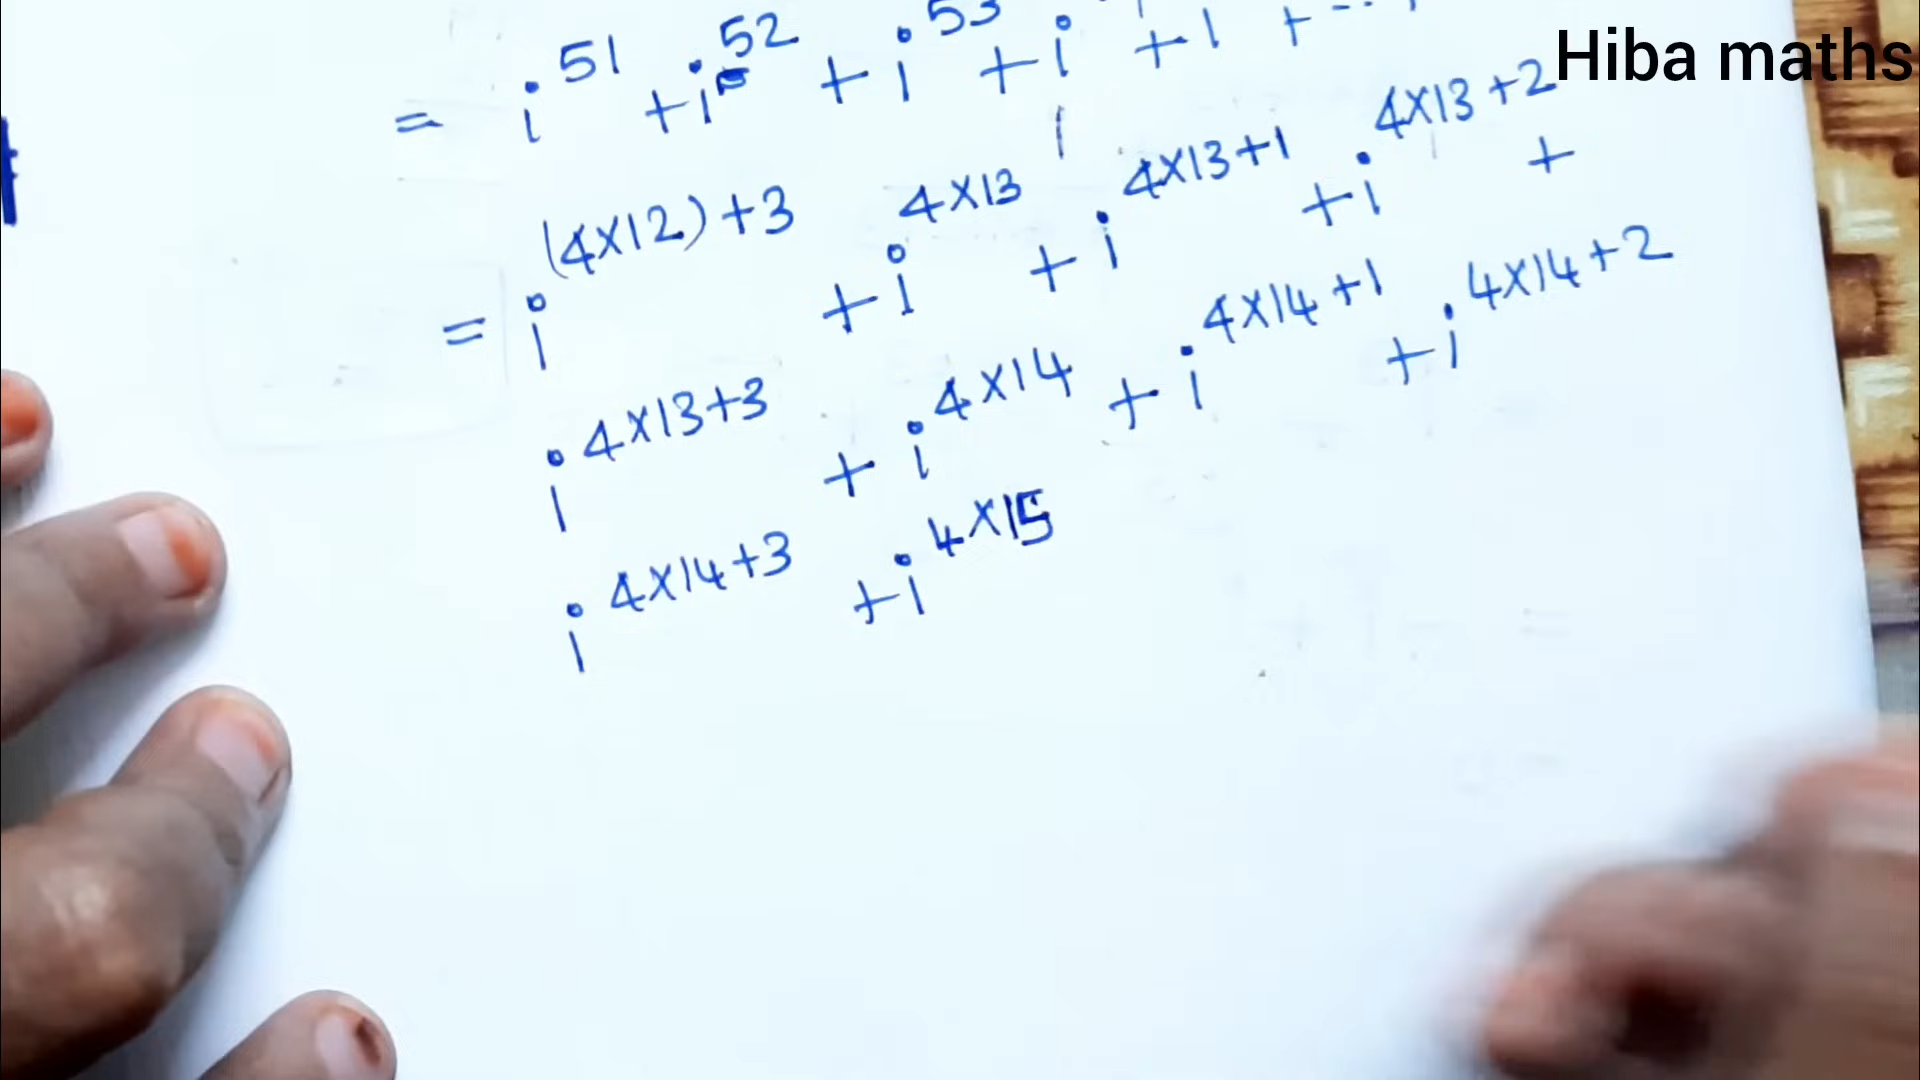 Hiba maths
= i^51 + i^52 + i^53 + i + 1 + ---
= i^(4×12)+3 + i^4×13 + i^4×13+1 + i^4×13+2 +
i^4×13+3 + i^4×14 + i^4×14+1 + i^4×14+2
i^4×14+3 + i^4×15